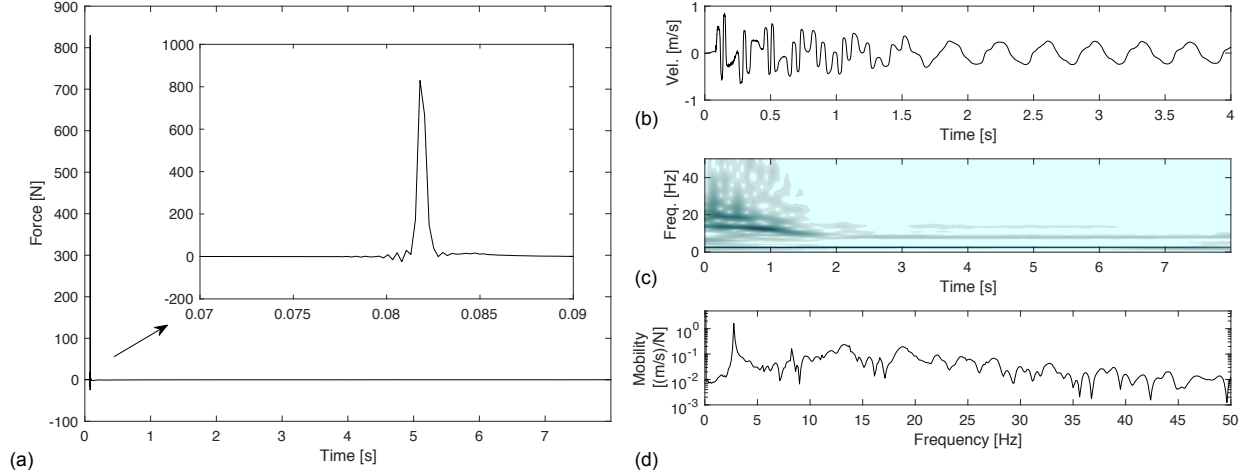 900
800
700
600
500
400
300
200
100
0
-100
Force [N]
0 1 2 3 4 5 6 7
Time [s]
(a)
1000
800
600
400
200
0
-200
0.07 0.075 0.08 0.085 0.09
1
0
-1
Vel. [m/s]
0 0.5 1 1.5 2 2.5 3 3.5 4
Time [s]
(b)
40
20
0
Freq. [Hz]
0 1 2 3 4 5 6 7
Time [s]
(c)
10⁰
10⁻¹
10⁻²
10⁻³
Mobility
[(m/s)/N]
0 5 10 15 20 25 30 35 40 45 50
Frequency [Hz]
(d)